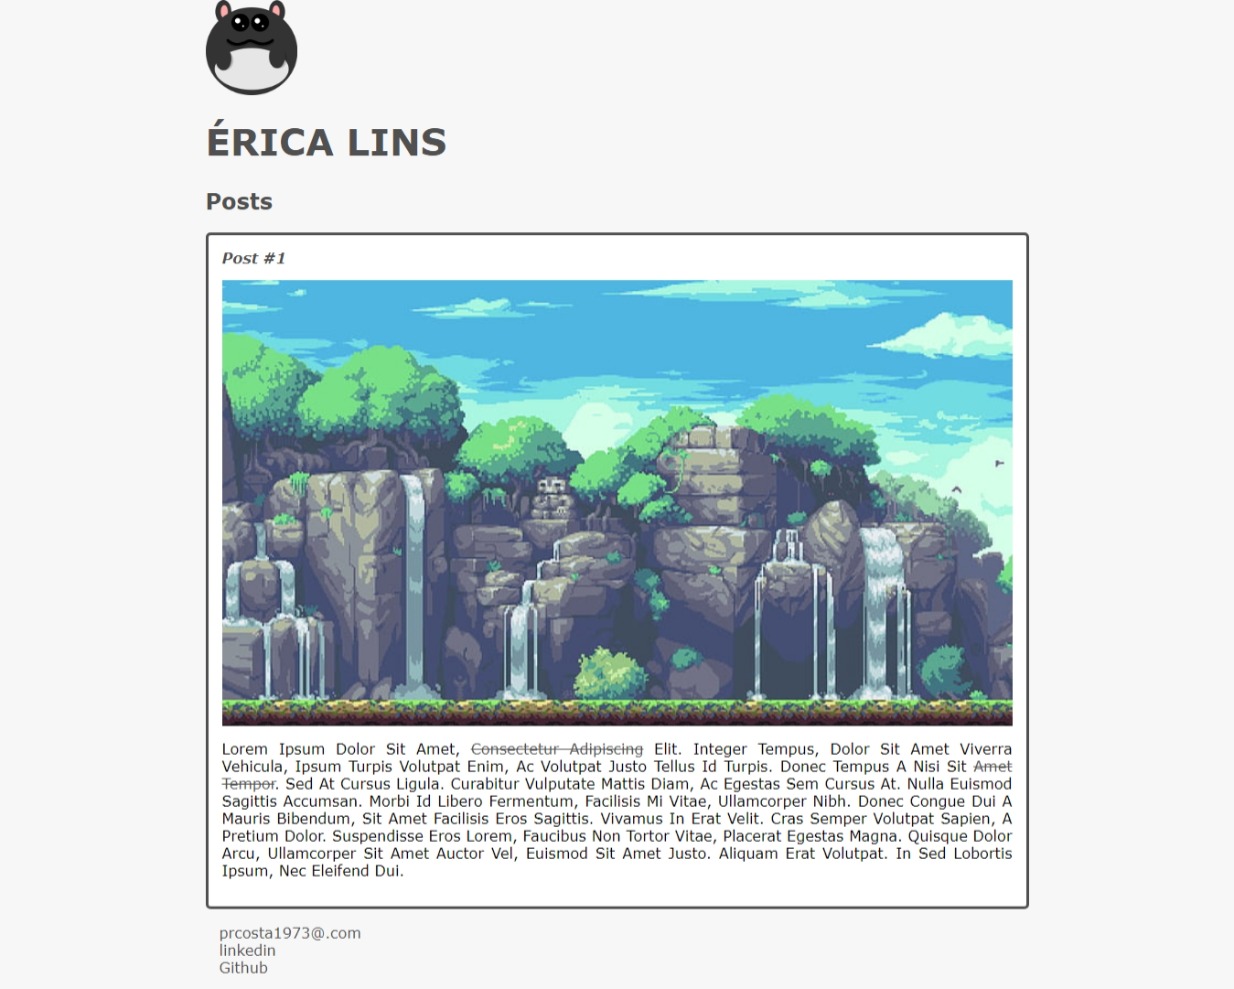 ÉRICA LINS
Posts
Post #1
Lorem Ipsum Dolor Sit Amet, Consectetur Adipiscing Elit. Integer Tempus, Dolor Sit Amet Viverra
Vehicula, Ipsum Turpis Volutpat Enim, Ac Volutpat Justo Tellus Id Turpis. Donec Tempus A Nisi Sit Amet
Tempor. Sed At Cursus Ligula. Curabitur Vulputate Mattis Diam, Ac Egestas Sem Cursus At. Nulla Euismod
Sagittis Accumsan. Morbi Id Libero Fermentum, Facilisis Mi Vitae, Ullamcorper Nibh. Donec Congue Dui A
Mauris Bibendum, Sit Amet Facilisis Eros Sagittis. Vivamus In Erat Velit. Cras Semper Volutpat Sapien, A
Pretium Dolor. Suspendisse Eros Lorem, Faucibus Non Tortor Vitae, Placerat Egestas Magna. Quisque Dolor
Arcu, Ullamcorper Sit Amet Auctor Vel, Euismod Sit Amet Justo. Aliquam Erat Volutpat. In Sed Lobortis
Ipsum, Nec Eleifend Dui.
prcosta1973@.com
linkedin
Github